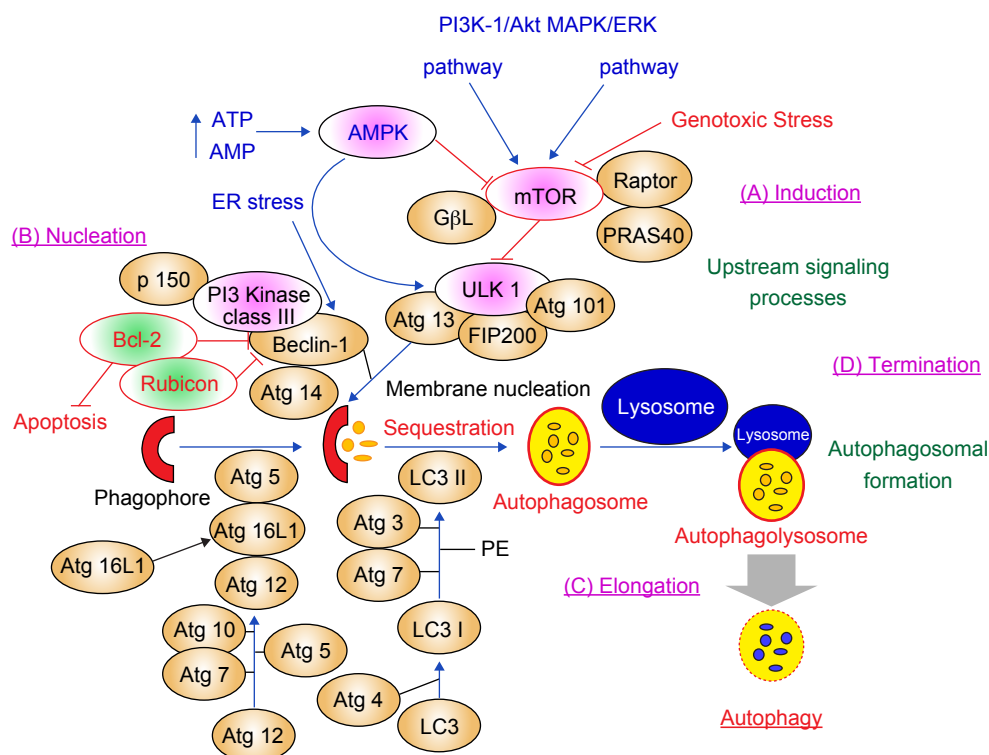 PI3K-1/Akt MAPK/ERK
pathway
pathway
ATP
AMP
AMPK
Genotoxic Stress
mTOR
Raptor
GβL
PRAS40
(A) Induction
ER stress
(B) Nucleation
p 150
PI3 Kinase
class III
Beclin-1
Atg 14
Bcl-2
Rubicon
Apoptosis
ULK 1
Atg 13
FIP200
Atg 101
Upstream signaling
processes
(D) Termination
Membrane nucleation
Sequestration
Lysosome
Lysosome
Autophagosomal
formation
Phagophore
Autophagosome
Autophagolysosome
Atg 5
Atg 16L1
Atg 16L1
Atg 12
LC3 II
Atg 3
Atg 7
PE
LC3 I
(C) Elongation
Atg 10
Atg 7
Atg 5
Atg 12
Atg 4
LC3
Autophagy